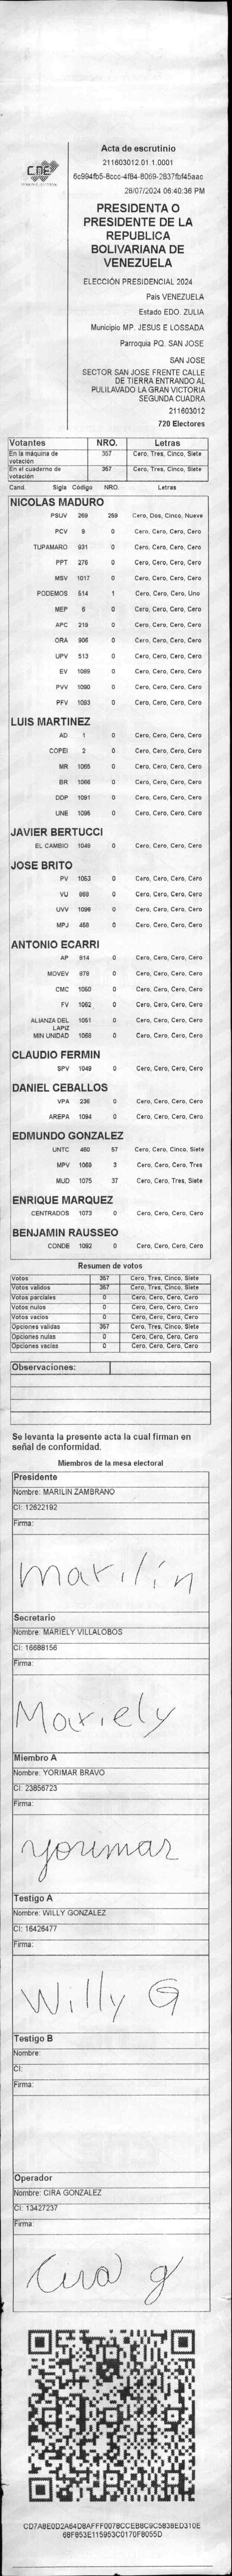 CNE
PODER ELECTORAL
Acta de escrutinio
211603012.01.1.0001
6c994fb5-8ccc-4f84-8069-2837fbf45aac
28/07/2024 06:40:36 PM
PRESIDENTA O
PRESIDENTE DE LA
REPUBLICA
BOLIVARIANA DE
VENEZUELA
ELECCIÓN PRESIDENCIAL 2024
País VENEZUELA
Estado EDO. ZULIA
Municipio MP. JESUS E LOSSADA
Parroquia PQ. SAN JOSE
SAN JOSE
SECTOR SAN JOSE FRENTE CALLE
DE TIERRA ENTRANDO AL
PULILAVADO LA GRAN VICTORIA
SEGUNDA CUADRA
211603012
720 Electores
Votantes NRO. Letras
En la máquina de votación 357 Cero, Tres, Cinco, Siete
En el cuaderno de votación 357 Cero, Tres, Cinco, Siete
Cand. Sigla Código NRO. Letras
NICOLAS MADURO
PSUV 269 259 Cero, Dos, Cinco, Nueve
PCV 9 0 Cero, Cero, Cero, Cero
TUPAMARO 931 0 Cero, Cero, Cero, Cero
PPT 276 0 Cero, Cero, Cero, Cero
MSV 1017 0 Cero, Cero, Cero, Cero
PODEMOS 514 1 Cero, Cero, Cero, Uno
MEP 6 0 Cero, Cero, Cero, Cero
APC 219 0 Cero, Cero, Cero, Cero
ORA 906 0 Cero, Cero, Cero, Cero
UPV 513 0 Cero, Cero, Cero, Cero
EV 1089 0 Cero, Cero, Cero, Cero
PVV 1090 0 Cero, Cero, Cero, Cero
PFV 1093 0 Cero, Cero, Cero, Cero
LUIS MARTINEZ
AD 1 0 Cero, Cero, Cero, Cero
COPEI 2 0 Cero, Cero, Cero, Cero
MR 1065 0 Cero, Cero, Cero, Cero
BR 1066 0 Cero, Cero, Cero, Cero
DDP 1091 0 Cero, Cero, Cero, Cero
UNE 1095 0 Cero, Cero, Cero, Cero
JAVIER BERTUCCI
EL CAMBIO 1048 0 Cero, Cero, Cero, Cero
JOSE BRITO
PV 1053 0 Cero, Cero, Cero, Cero
VU 869 0 Cero, Cero, Cero, Cero
UVV 1096 0 Cero, Cero, Cero, Cero
MPJ 458 0 Cero, Cero, Cero, Cero
ANTONIO ECARRI
AP 814 0 Cero, Cero, Cero, Cero
MOVEV 878 0 Cero, Cero, Cero, Cero
CMC 1050 0 Cero, Cero, Cero, Cero
FV 1062 0 Cero, Cero, Cero, Cero
ALIANZA DEL LAPIZ 1051 0 Cero, Cero, Cero, Cero
MIN UNIDAD 1068 0 Cero, Cero, Cero, Cero
CLAUDIO FERMIN
SPV 1049 0 Cero, Cero, Cero, Cero
DANIEL CEBALLOS
VPA 236 0 Cero, Cero, Cero, Cero
AREPA 1094 0 Cero, Cero, Cero, Cero
EDMUNDO GONZALEZ
UNTC 460 57 Cero, Cero, Cinco, Siete
MPV 1069 3 Cero, Cero, Cero, Tres
MUD 1075 37 Cero, Cero, Tres, Siete
ENRIQUE MARQUEZ
CENTRADOS 1073 0 Cero, Cero, Cero, Cero
BENJAMIN RAUSSEO
CONDE 1092 0 Cero, Cero, Cero, Cero
Resumen de votos
Votos 357 Cero, Tres, Cinco, Siete
Votos validos 357 Cero, Tres, Cinco, Siete
Votos parciales 0 Cero, Cero, Cero, Cero
Votos nulos 0 Cero, Cero, Cero, Cero
Votos vacios 0 Cero, Cero, Cero, Cero
Opciones validas 357 Cero, Tres, Cinco, Siete
Opciones nulas 0 Cero, Cero, Cero, Cero
Opciones vacias 0 Cero, Cero, Cero, Cero
Observaciones:
Se levanta la presente acta la cual firman en
señal de conformidad.
Miembros de la mesa electoral
Presidente
Nombre: MARILIN ZAMBRANO
CI: 12622192
Firma:
marilin
Secretario
Nombre: MARIELY VILLALOBOS
CI: 16688156
Firma:
Mariely
Miembro A
Nombre: YORIMAR BRAVO
CI: 23856723
Firma:
yorimar
Testigo A
Nombre: WILLY GONZALEZ
CI: 16426477
Firma:
Willy G
Testigo B
Nombre:
CI:
Firma:
Operador
Nombre: CIRA GONZALEZ
CI: 13427237
Firma:
Cira g
CD7ABE0D2A64D8AFFF0078CCEB8C9C5838ED310E
68F853E115953C0170F8055D